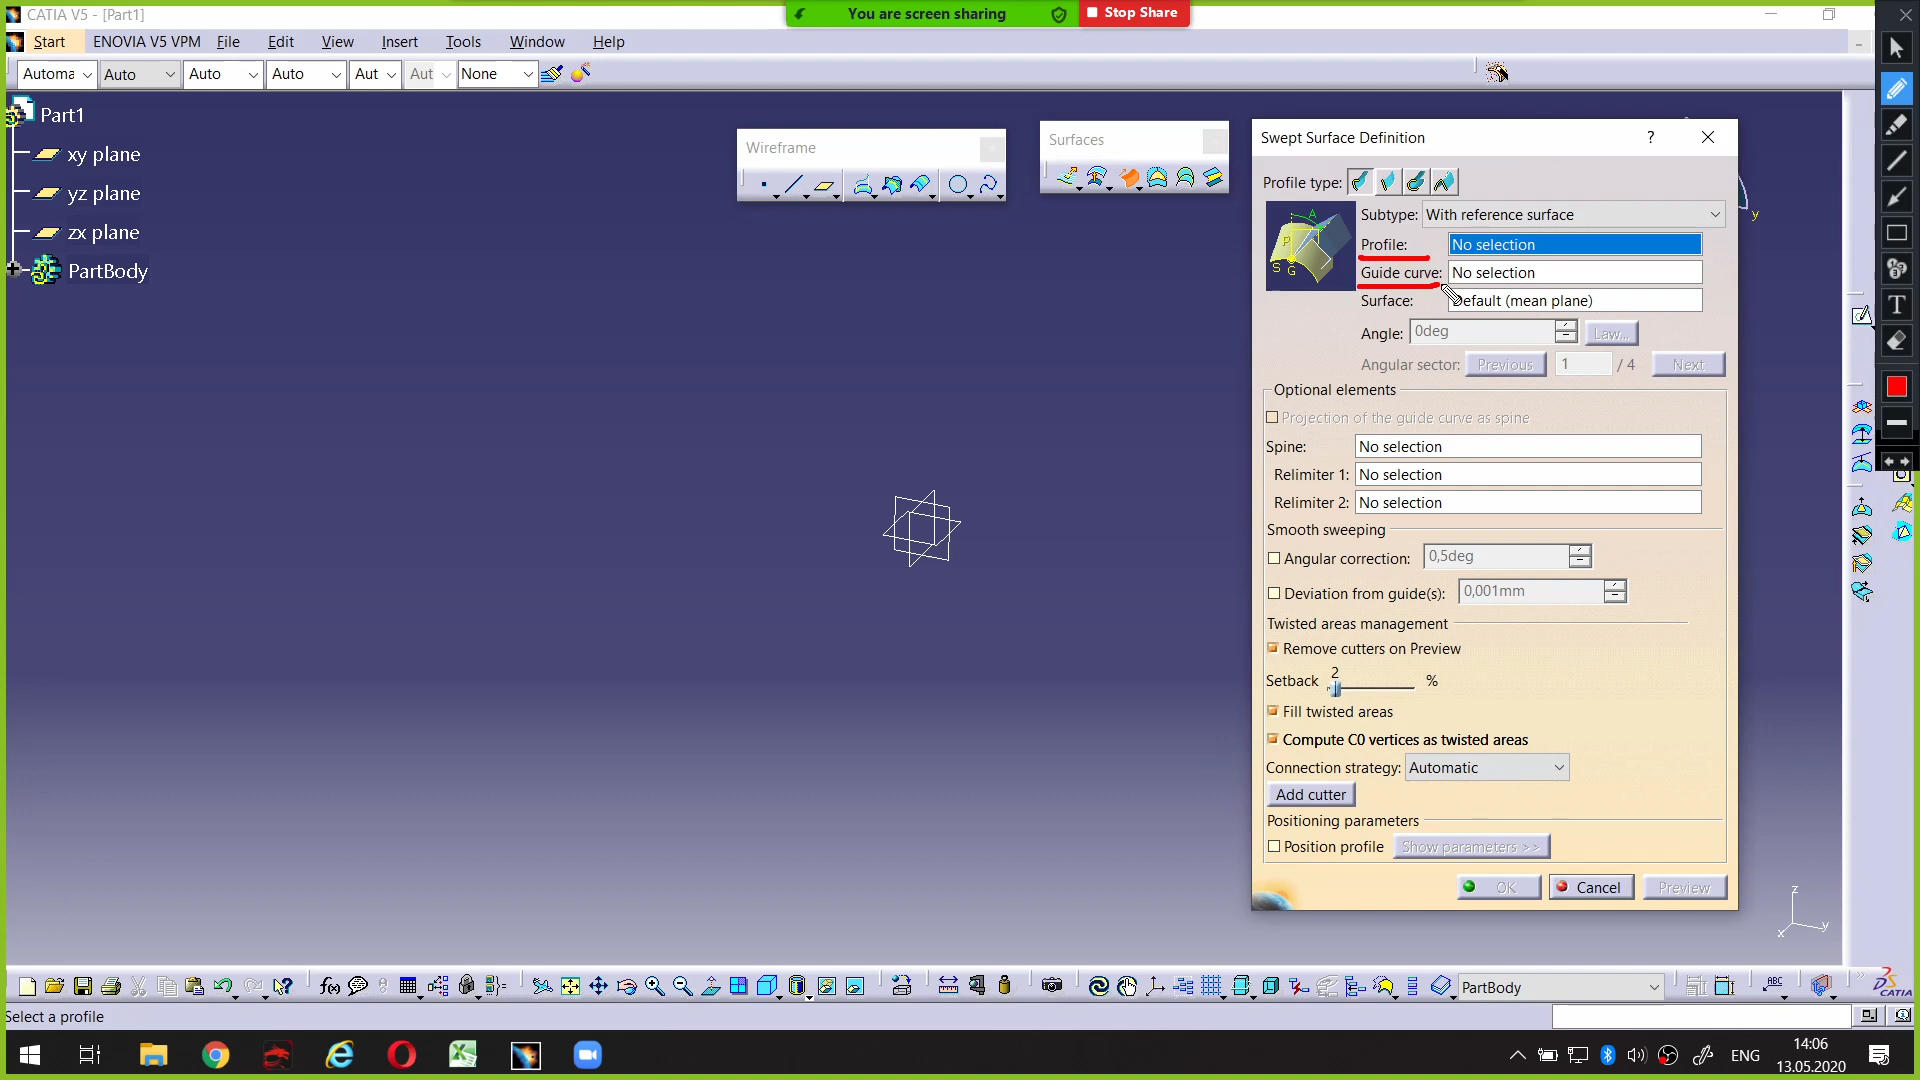 CATIA V5 - [Part1]
You are screen sharing
Stop Share
Start ENOVIA V5 VPM File Edit View Insert Tools Window Help
Automa Auto Auto Auto Aut Aut None
Part1
xy plane
yz plane
zx plane
PartBody
Wireframe
Surfaces
Swept Surface Definition ?
Profile type:
Subtype: With reference surface
Profile: No selection
Guide curve: No selection
Surface: Default (mean plane)
Angle: 0deg Law...
Angular sector: Previous 1 / 4 Next
Optional elements
Projection of the guide curve as spine
Spine: No selection
Relimiter 1: No selection
Relimiter 2: No selection
Smooth sweeping
Angular correction: 0,5deg
Deviation from guide(s): 0,001mm
Twisted areas management
Remove cutters on Preview
2
Setback %
Fill twisted areas
Compute C0 vertices as twisted areas
Connection strategy: Automatic
Add cutter
Positioning parameters
Position profile Show parameters >>
OK Cancel Preview
A
P
S G
y
z
x y
PartBody
ABC
CATIA
Select a profile
ENG
14:06
13.05.2020